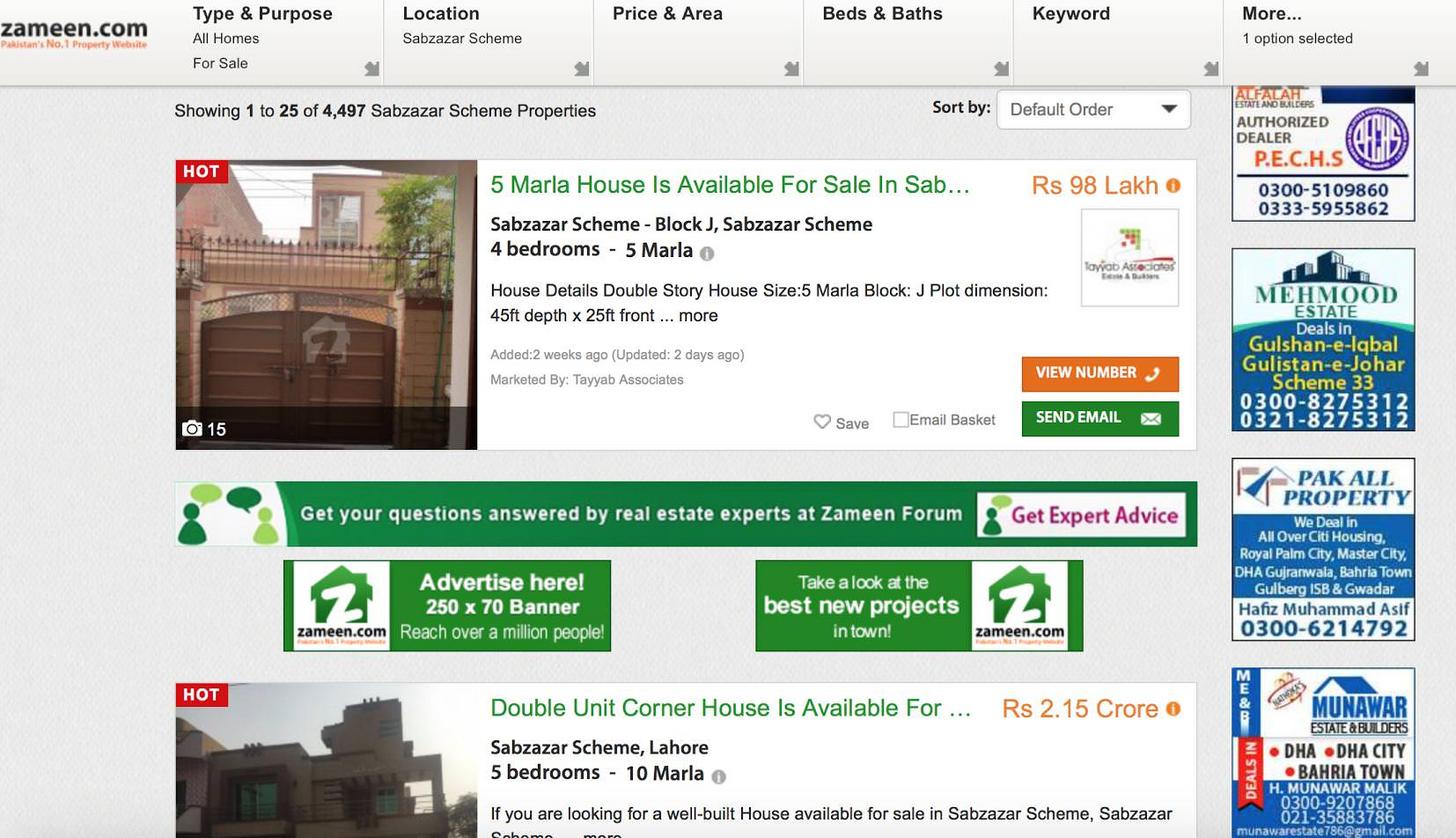 zameen.com
Pakistan's No.1 Property Website
Type & Purpose
All Homes
For Sale
Location
Sabzazar Scheme
Price & Area
Beds & Baths
Keyword
More...
1 option selected
Showing 1 to 25 of 4,497 Sabzazar Scheme Properties
Sort by:
Default Order
HOT
15
5 Marla House Is Available For Sale In Sab...
Rs 98 Lakh
Sabzazar Scheme - Block J, Sabzazar Scheme
4 bedrooms - 5 Marla
House Details Double Story House Size:5 Marla Block: J Plot dimension:
45ft depth x 25ft front ... more
Added:2 weeks ago (Updated: 2 days ago)
Marketed By: Tayyab Associates
Tayyab Associates
Estate & Builders
VIEW NUMBER
Save
Email Basket
SEND EMAIL
Get your questions answered by real estate experts at Zameen Forum
Get Expert Advice
zameen.com
Pakistan's No.1 Property Website
Advertise here!
250 x 70 Banner
Reach over a million people!
Take a look at the
best new projects
in town!
zameen.com
Pakistan's No.1 Property Website
HOT
Double Unit Corner House Is Available For ...
Rs 2.15 Crore
Sabzazar Scheme, Lahore
5 bedrooms - 10 Marla
If you are looking for a well-built House available for sale in Sabzazar Scheme, Sabzazar
Scheme, ... more
ALFALAH
ESTATE AND BUILDERS
AUTHORIZED
DEALER
P.E.C.H.S
PECHS
0300-5109860
0333-5955862
MEHMOOD
ESTATE
Deals in
Gulshan-e-Iqbal
Gulistan-e-Johar
Scheme 33
0300-8275312
0321-8275312
PAK ALL
PROPERTY
We Deal in
All Over Citi Housing,
Royal Palm City, Master City,
DHA Gujranwala, Bahria Town
Gulberg ISB & Gwadar
Hafiz Muhammad Asif
0300-6214792
ME&B
MUNAWAR
ESTATE & BUILDERS
DEALS IN
DHA DHA CITY
BAHRIA TOWN
H. MUNAWAR MALIK
0300-9207868
021-35883786
munawarestate786@gmail.com